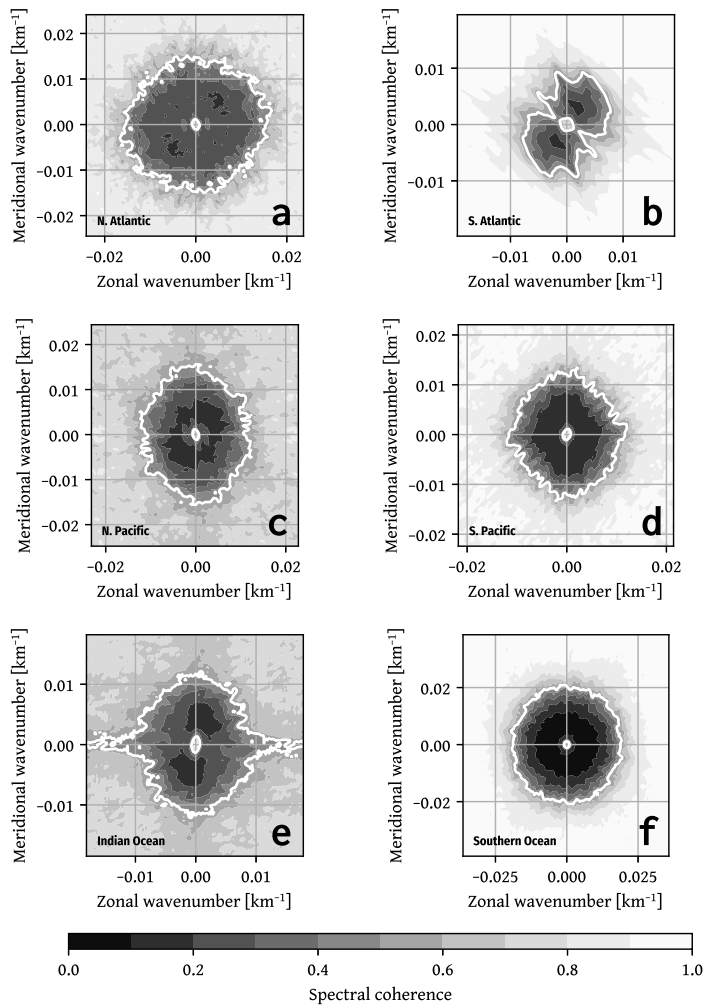 Meridional wavenumber [km⁻¹]
0.02
0.01
0.00
−0.01
−0.02
N. Atlantic
a
−0.02 0.00 0.02
Zonal wavenumber [km⁻¹]
Meridional wavenumber [km⁻¹]
0.01
0.00
−0.01
S. Atlantic
b
−0.01 0.00 0.01
Zonal wavenumber [km⁻¹]
Meridional wavenumber [km⁻¹]
0.02
0.01
0.00
−0.01
−0.02
N. Pacific
c
−0.02 0.00 0.02
Zonal wavenumber [km⁻¹]
Meridional wavenumber [km⁻¹]
0.02
0.01
0.00
−0.01
−0.02
S. Pacific
d
−0.02 0.00 0.02
Zonal wavenumber [km⁻¹]
Meridional wavenumber [km⁻¹]
0.01
0.00
−0.01
Indian Ocean
e
−0.01 0.00 0.01
Zonal wavenumber [km⁻¹]
Meridional wavenumber [km⁻¹]
0.02
0.00
−0.02
Southern Ocean
f
−0.025 0.000 0.025
Zonal wavenumber [km⁻¹]
0.0 0.2 0.4 0.6 0.8 1.0
Spectral coherence